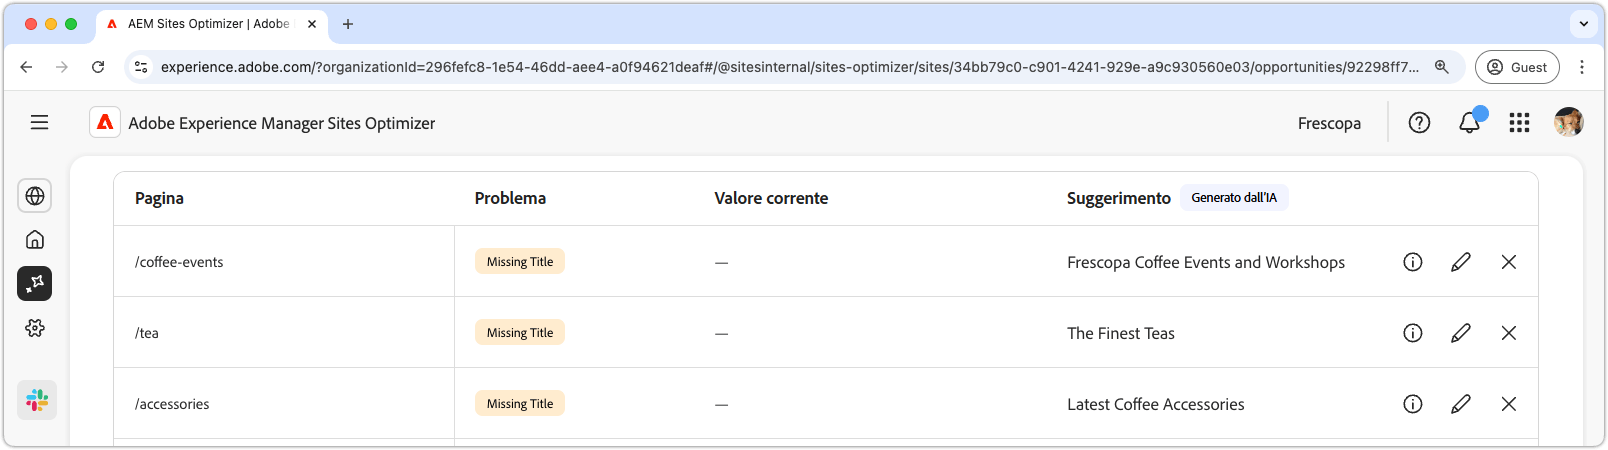 AEM Sites Optimizer | Adobe
experience.adobe.com/?organizationId=296fefc8-1e54-46dd-aee4-a0f94621deaf#/@sitesinternal/sites-optimizer/sites/34bb79c0-c901-4241-929e-a9c930560e03/opportunities/92298ff7...
Guest
Adobe Experience Manager Sites Optimizer
Frescopa
Pagina Problema Valore corrente Suggerimento Generato dall'IA
/coffee-events Missing Title — Frescopa Coffee Events and Workshops
/tea Missing Title — The Finest Teas
/accessories Missing Title — Latest Coffee Accessories